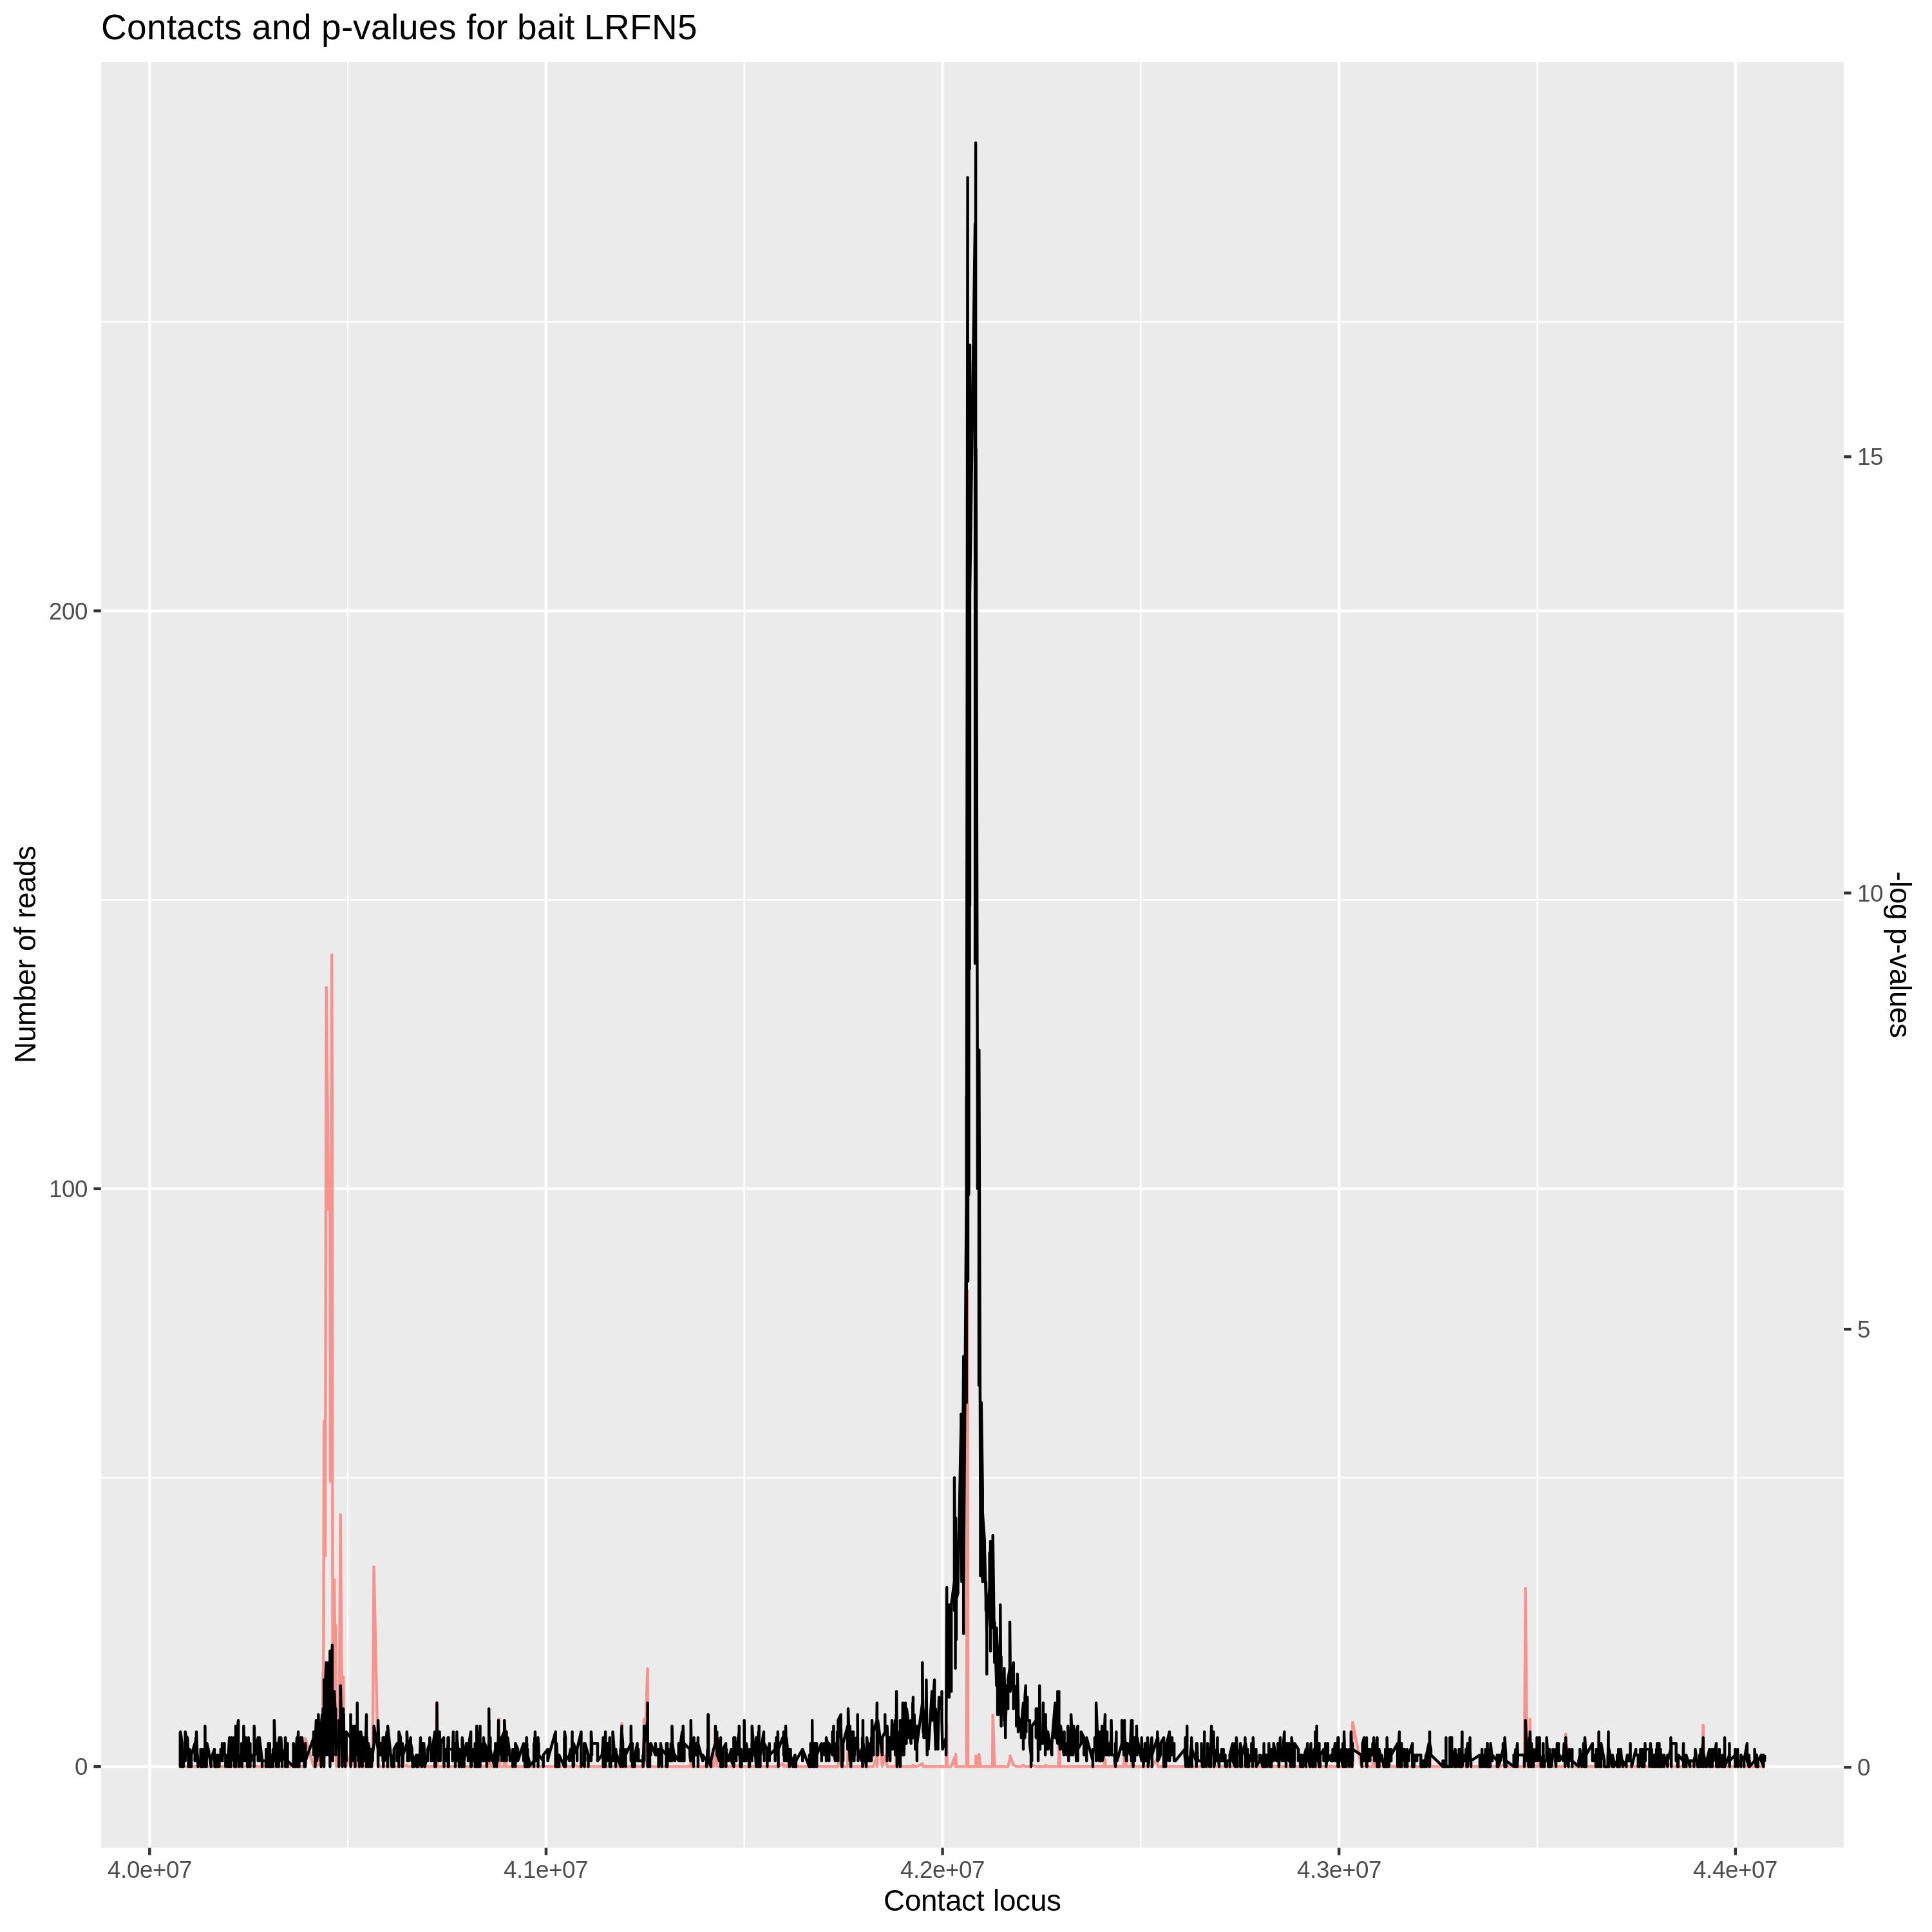 Contacts and p-values for bait LRFN5
Number of reads
200
100
0
15
10
5
0
-log p-values
4.0e+07
4.1e+07
4.2e+07
4.3e+07
4.4e+07
Contact locus